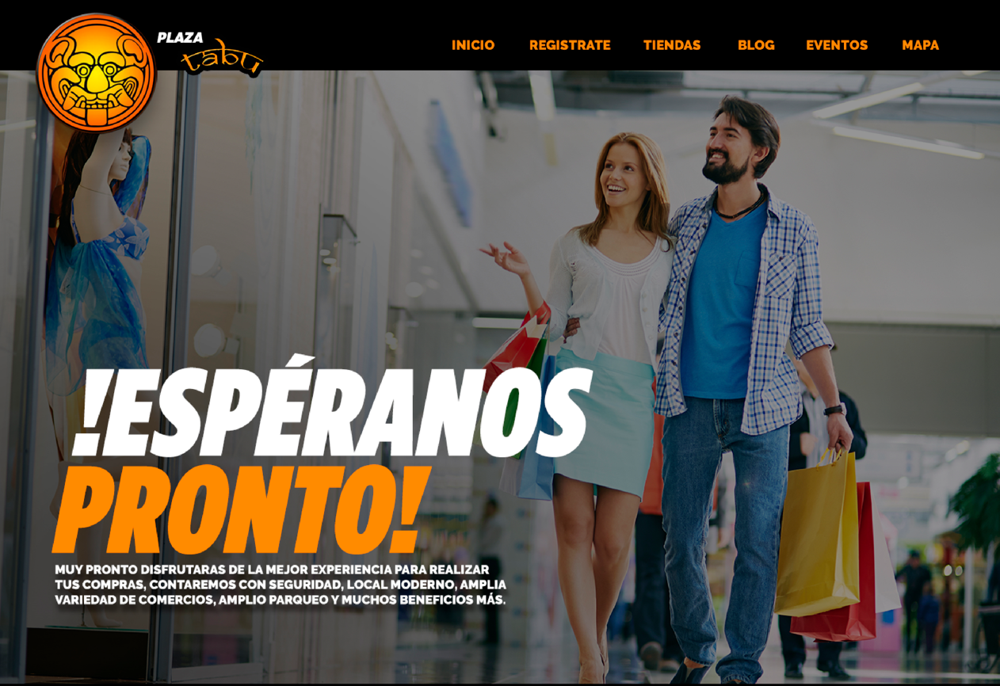 PLAZA
tabu
INICIO REGISTRATE TIENDAS BLOG EVENTOS MAPA
!ESPÉRANOS
PRONTO!
MUY PRONTO DISFRUTARAS DE LA MEJOR EXPERIENCIA PARA REALIZAR
TUS COMPRAS, CONTAREMOS CON SEGURIDAD, LOCAL MODERNO, AMPLIA
VARIEDAD DE COMERCIOS, AMPLIO PARQUEO Y MUCHOS BENEFICIOS MÁS.